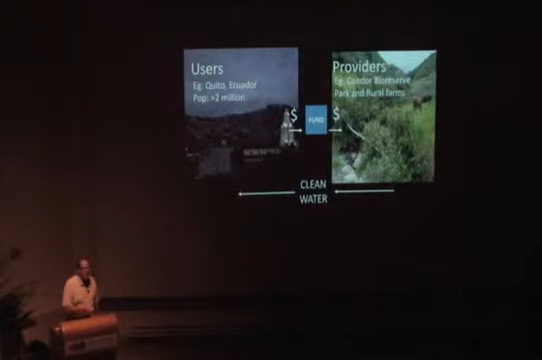 Users
Eg: Quito, Ecuador
Pop: >2 million
Providers
Eg: Condor Bioreserve
Park and Rural farms
$
FUND
$
CLEAN
WATER